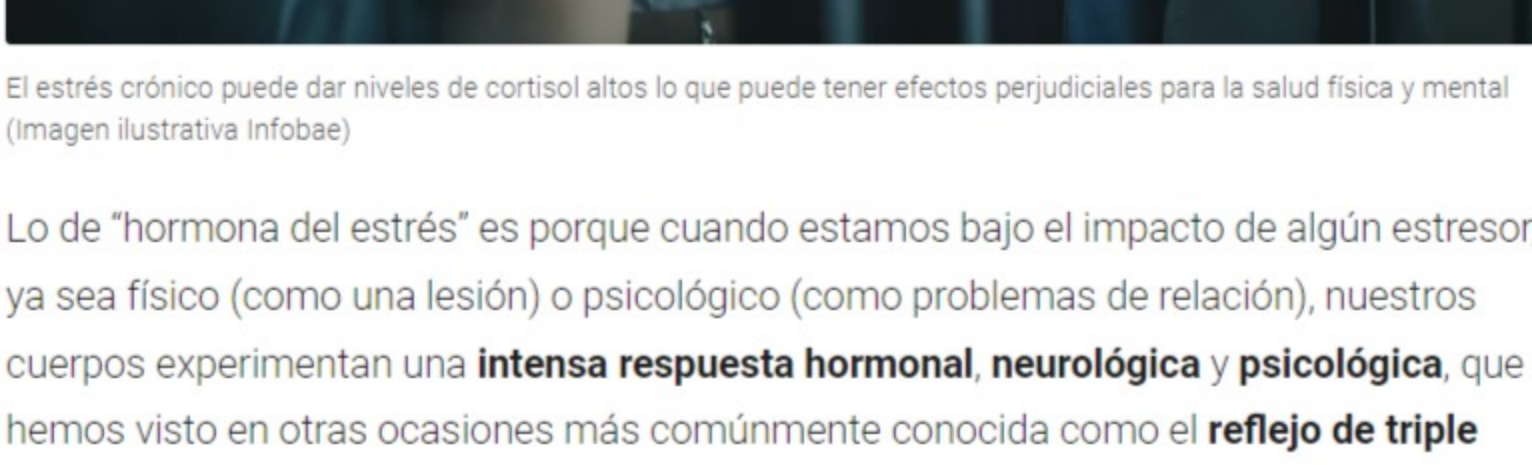 El estrés crónico puede dar niveles de cortisol altos lo que puede tener efectos perjudiciales para la salud física y mental
(Imagen ilustrativa Infobae)
Lo de “hormona del estrés” es porque cuando estamos bajo el impacto de algún estresor
ya sea físico (como una lesión) o psicológico (como problemas de relación), nuestros
cuerpos experimentan una intensa respuesta hormonal, neurológica y psicológica, que
hemos visto en otras ocasiones más comúnmente conocida como el reflejo de triple